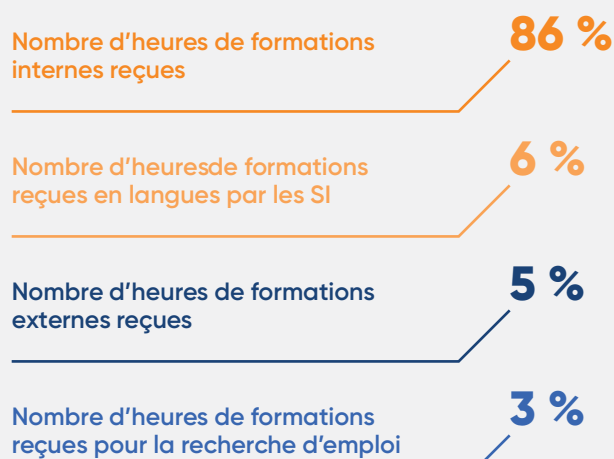 Nombre d’heures de formations
internes reçues
86 %
Nombre d’heuresde formations
reçues en langues par les SI
6 %
Nombre d’heures de formations
externes reçues
5 %
Nombre d’heures de formations
reçues pour la recherche d’emploi
3 %